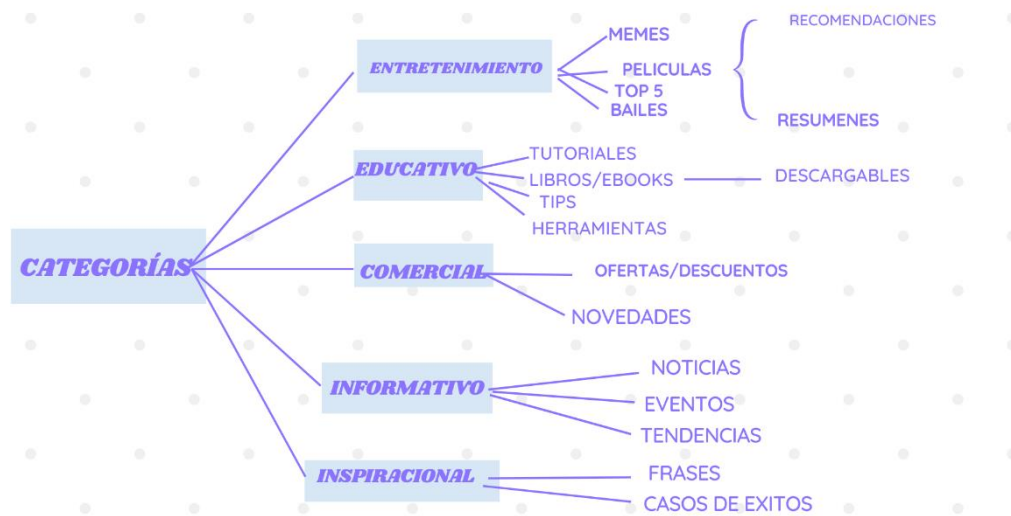 CATEGORÍAS
ENTRETENIMIENTO
MEMES
PELICULAS
RECOMENDACIONES
RESUMENES
TOP 5
BAILES
EDUCATIVO
TUTORIALES
LIBROS/EBOOKS
DESCARGABLES
TIPS
HERRAMIENTAS
COMERCIAL
OFERTAS/DESCUENTOS
NOVEDADES
INFORMATIVO
NOTICIAS
EVENTOS
TENDENCIAS
INSPIRACIONAL
FRASES
CASOS DE EXITOS